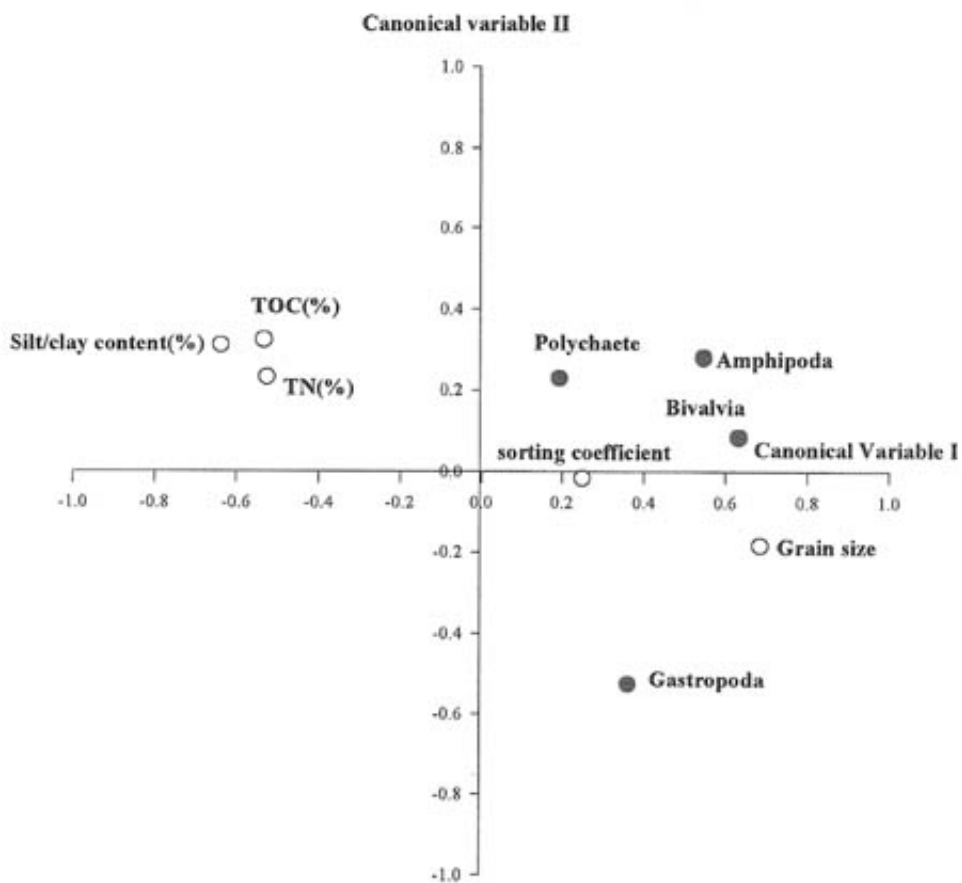 Canonical variable II
1.0
0.8
0.6
0.4
TOC(%)
Silt/clay content(%)
Polychaete
Amphipoda
0.2
TN(%)
Bivalvia
sorting coefficient
Canonical Variable I
0.0
-1.0 -0.8 -0.6 -0.4 -0.2 0.0 0.2 0.4 0.6 0.8 1.0
-0.2
Grain size
-0.4
Gastropoda
-0.6
-0.8
-1.0